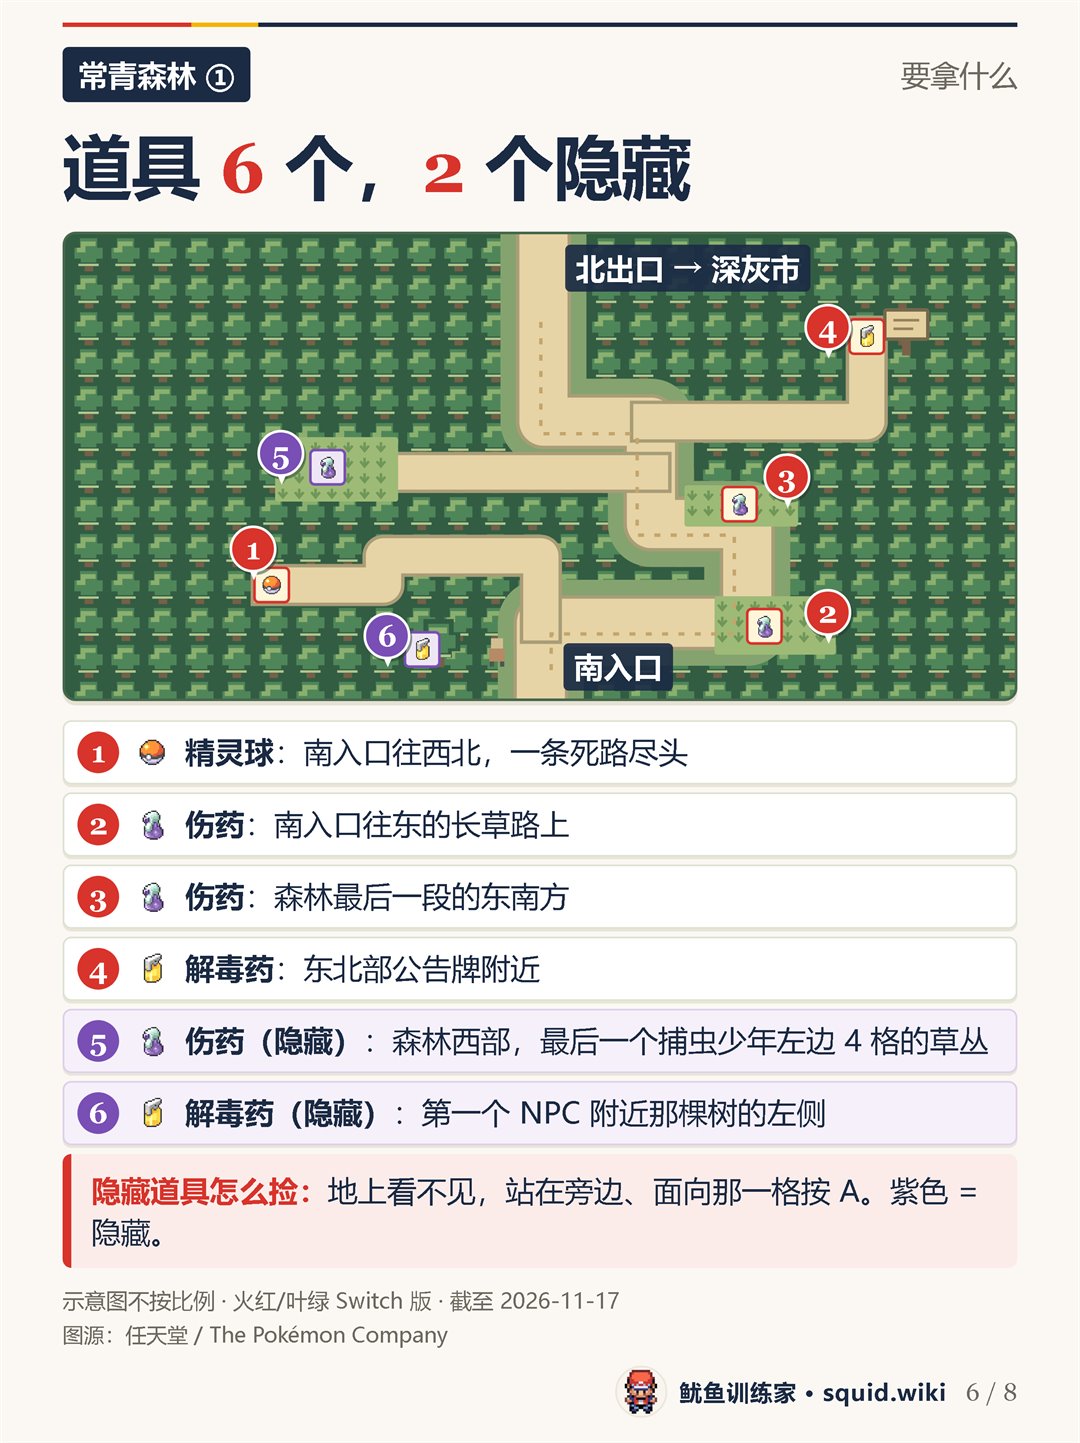 常青森林 ①
要拿什么
道具 6 个，2 个隐藏
北出口 → 深灰市
4
5
3
1
2
6
南入口
1 精灵球：南入口往西北，一条死路尽头
2 伤药：南入口往东的长草路上
3 伤药：森林最后一段的东南方
4 解毒药：东北部公告牌附近
5 伤药（隐藏）：森林西部，最后一个捕虫少年左边 4 格的草丛
6 解毒药（隐藏）：第一个 NPC 附近那棵树的左侧
隐藏道具怎么捡：地上看不见，站在旁边、面向那一格按 A。紫色 =
隐藏。
示意图不按比例 · 火红/叶绿 Switch 版 · 截至 2026-11-17
图源：任天堂 / The Pokémon Company
鱿鱼训练家 • squid.wiki 6 / 8